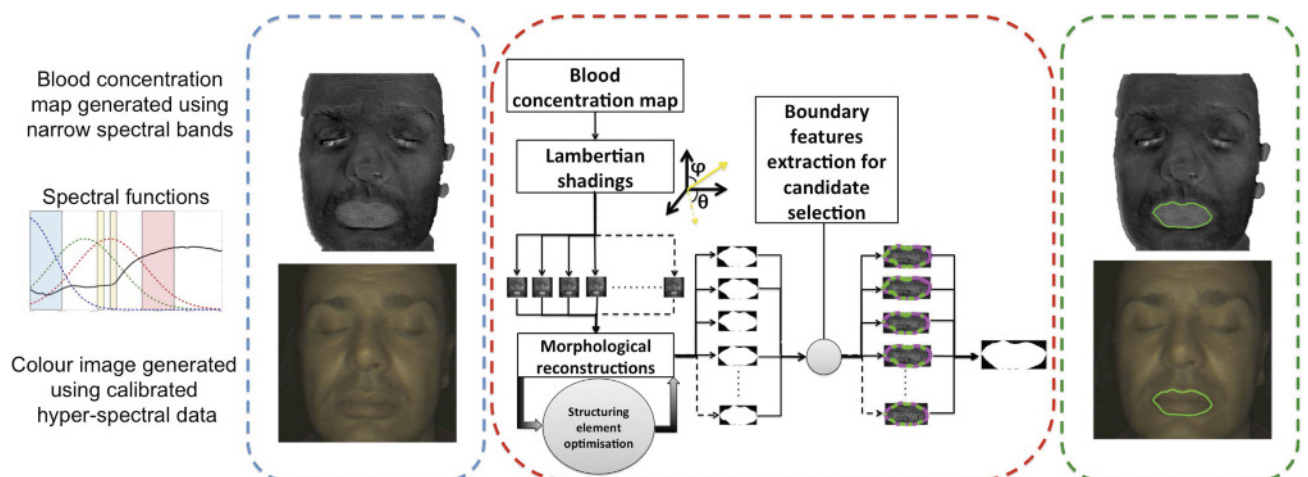 Blood concentration
map generated using
narrow spectral bands
Spectral functions
Colour image generated
using calibrated
hyper-spectral data
Blood
concentration map
Lambertian
shadings
φ
θ
Morphological
reconstructions
Structuring
element
optimisation
Boundary
features
extraction for
candidate
selection